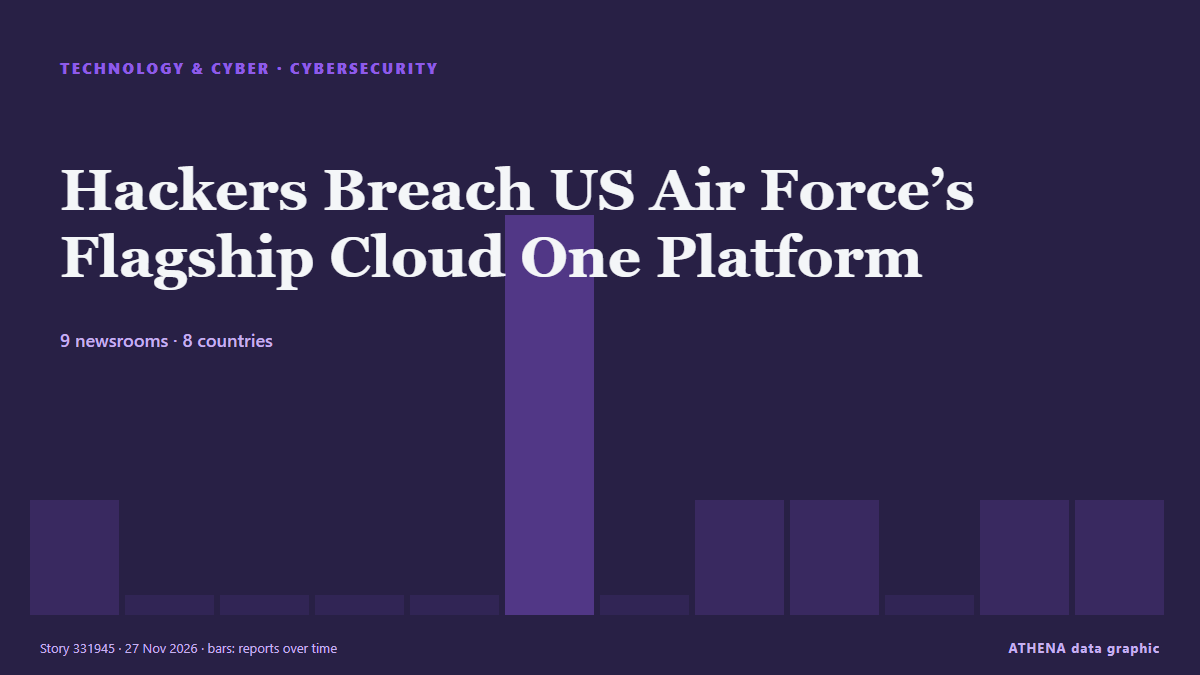 TECHNOLOGY & CYBER · CYBERSECURITY
Hackers Breach US Air Force’s
Flagship Cloud One Platform
9 newsrooms · 8 countries
Story 331945 · 27 Nov 2026 · bars: reports over time
ATHENA data graphic